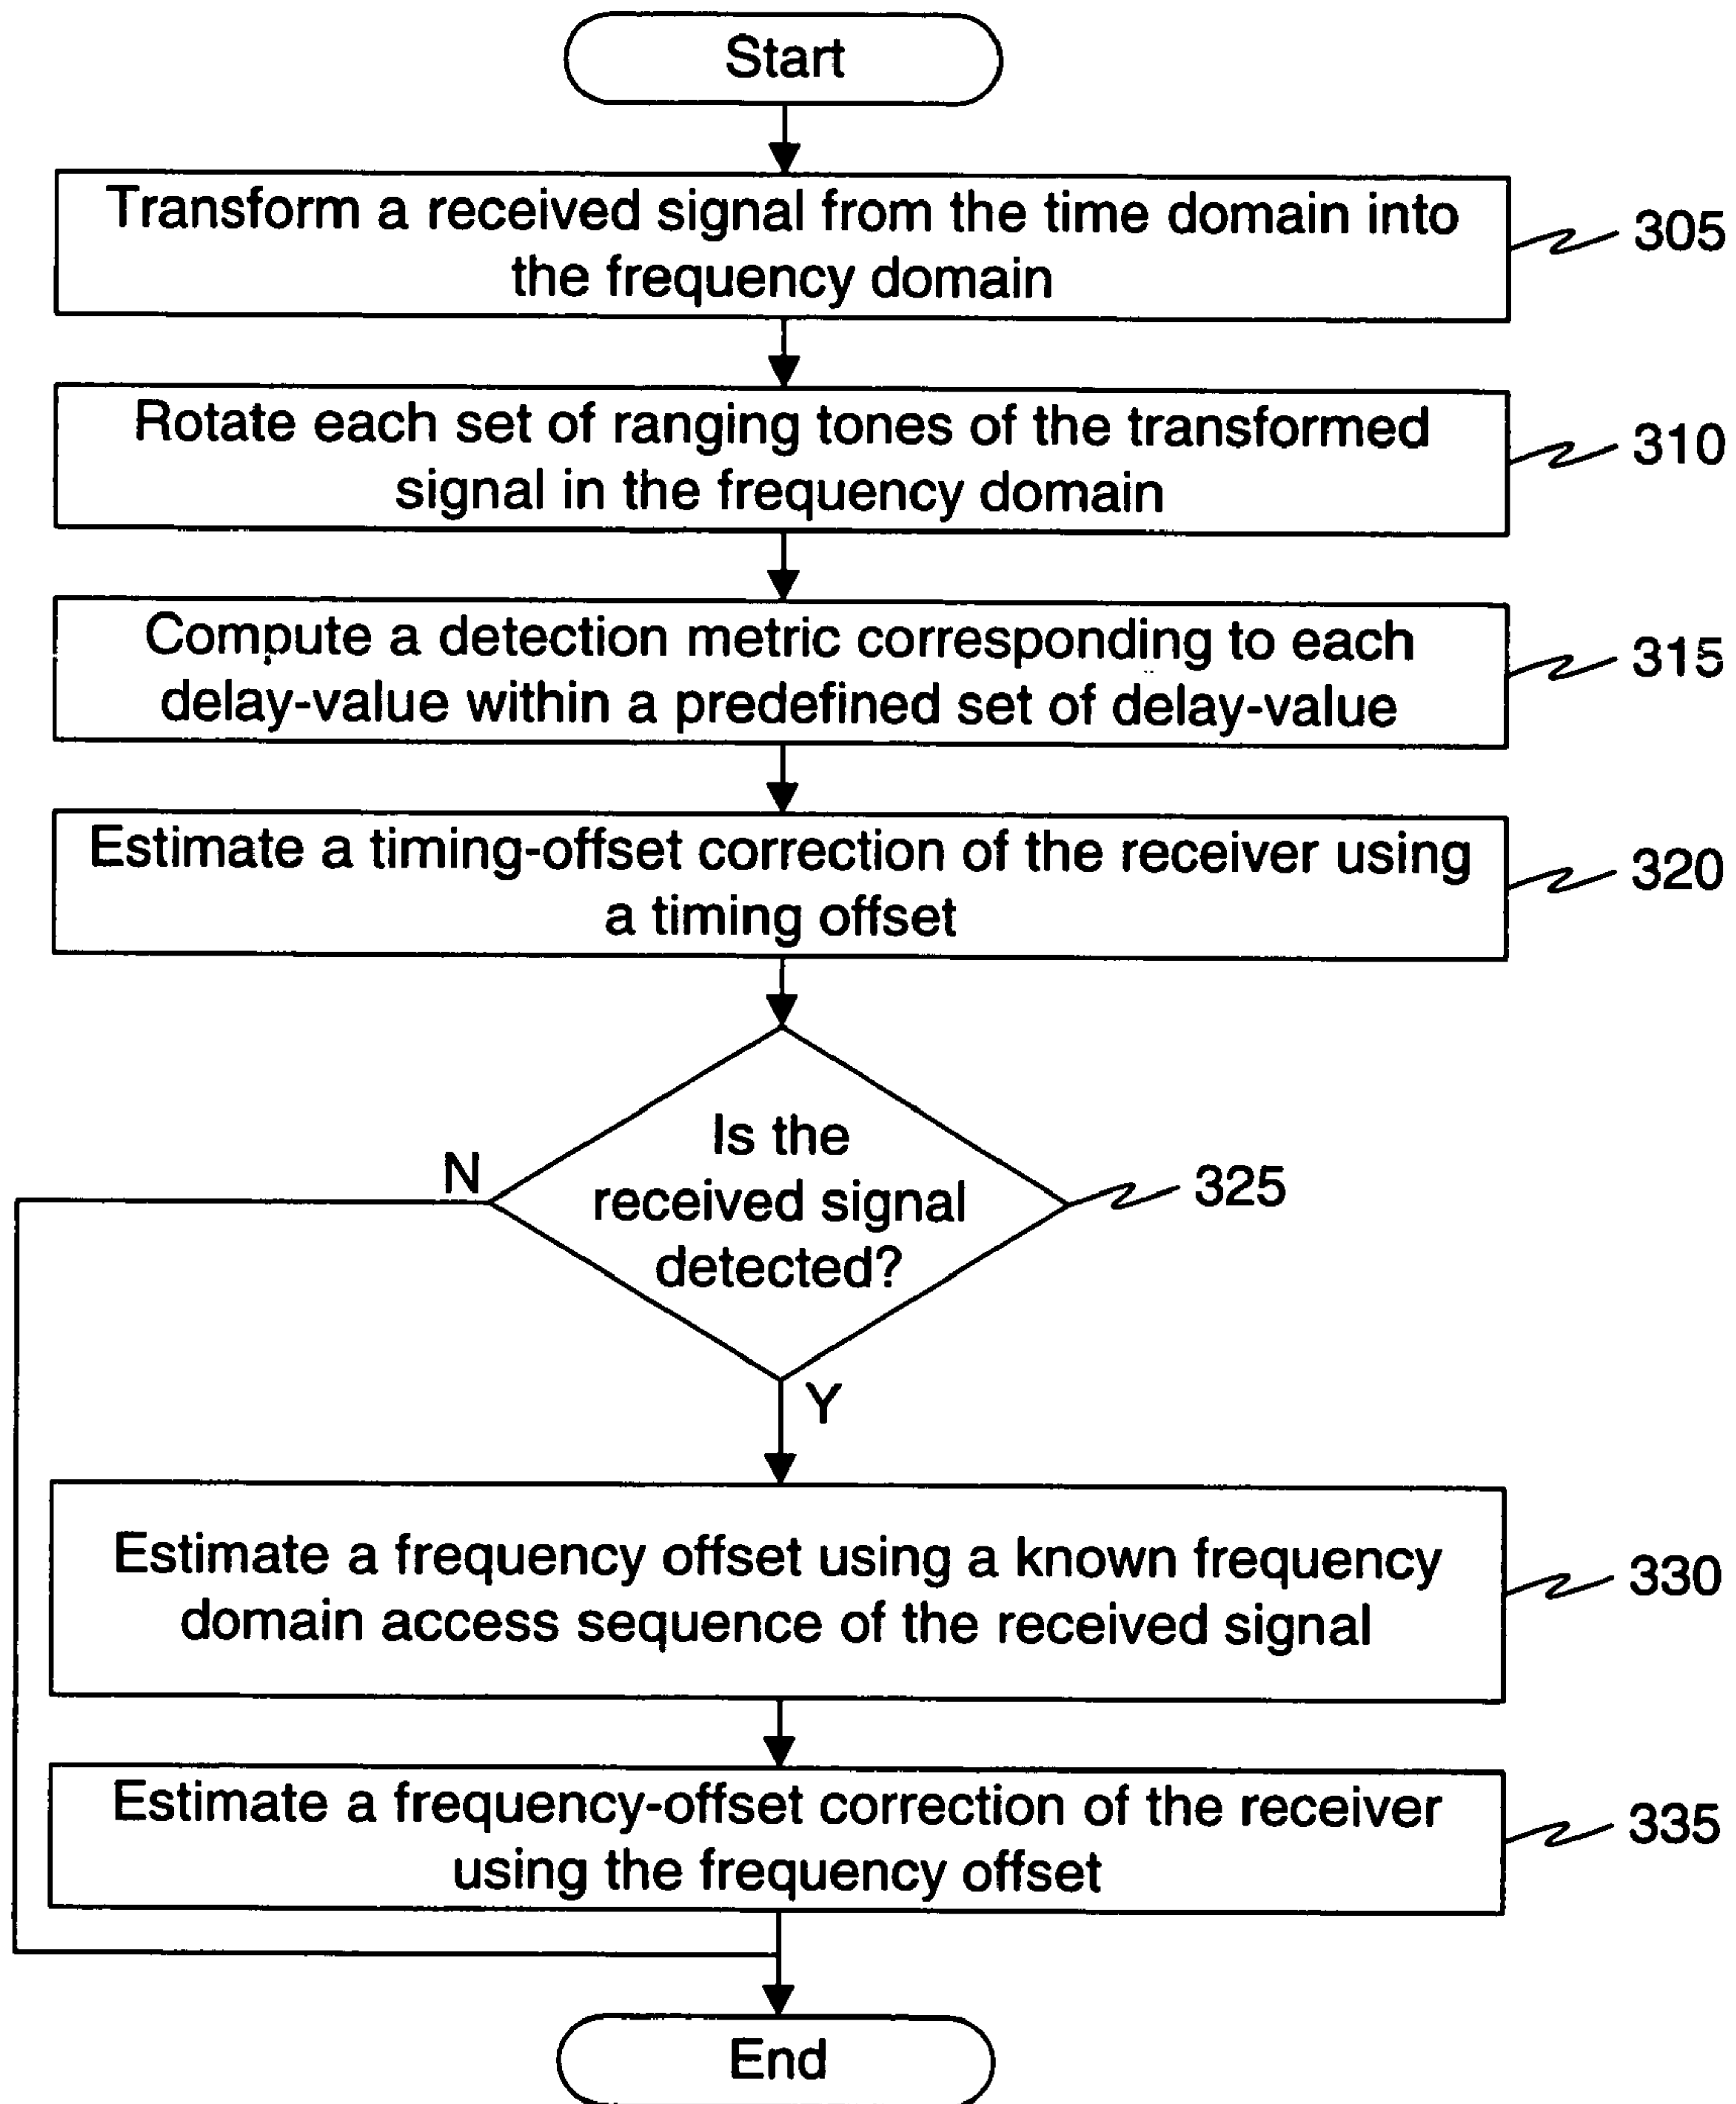 Start
Transform a received signal from the time domain into
the frequency domain
305
Rotate each set of ranging tones of the transformed
signal in the frequency domain
310
Compute a detection metric corresponding to each
delay-value within a predefined set of delay-value
315
Estimate a timing-offset correction of the receiver using
a timing offset
320
Is the
received signal
detected?
N
325
Y
Estimate a frequency offset using a known frequency
domain access sequence of the received signal
330
Estimate a frequency-offset correction of the receiver
using the frequency offset
335
End